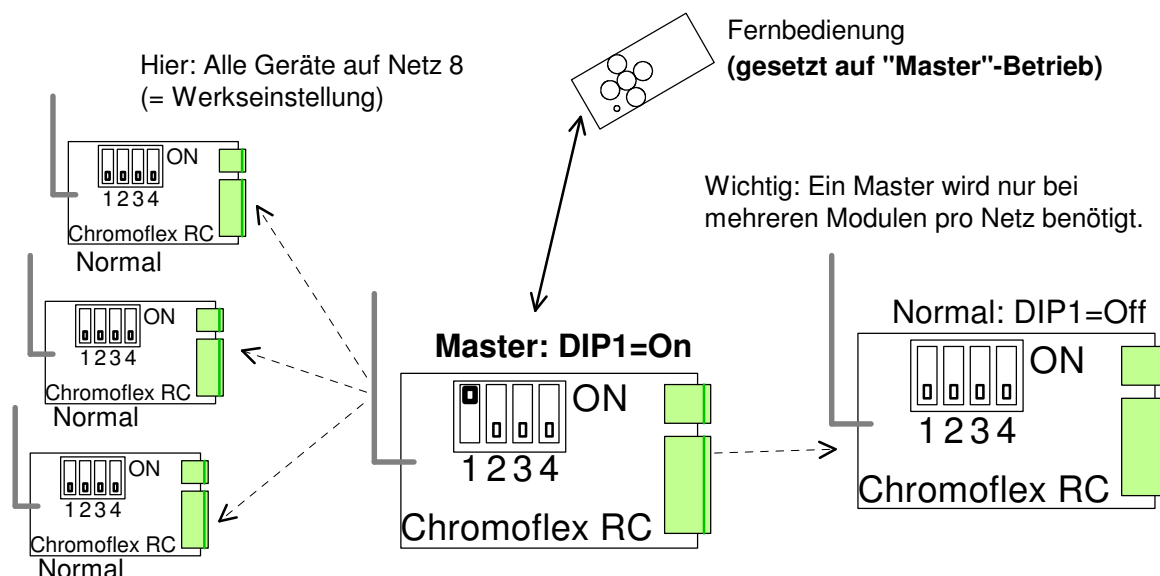 Fernbedienung
(gesetzt auf "Master"-Betrieb)
Hier: Alle Geräte auf Netz 8
(= Werkseinstellung)
ON
1234
Chromoflex RC
Normal
Wichtig: Ein Master wird nur bei
mehreren Modulen pro Netz benötigt.
ON
1234
Chromoflex RC
Normal
Master: DIP1=On
ON
1234
Chromoflex RC
Normal: DIP1=Off
ON
1234
Chromoflex RC
ON
1234
Chromoflex RC
Normal